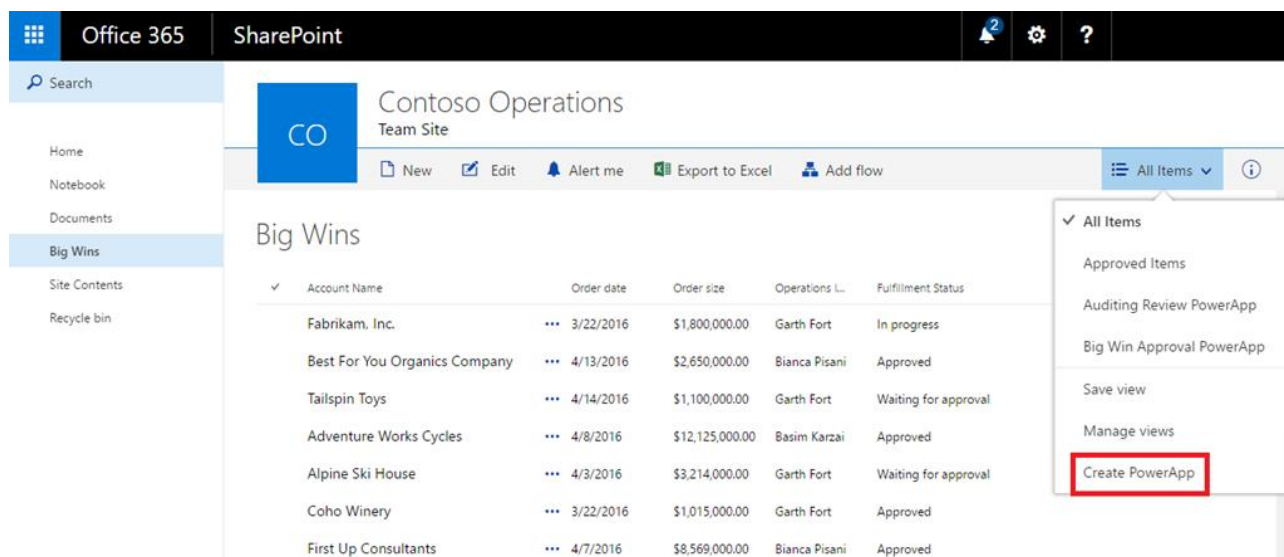 Office 365 SharePoint 2 ?
Search
Contoso Operations
Team Site
CO
Home
Notebook
Documents
Big Wins
Site Contents
Recycle bin
New Edit Alert me Export to Excel Add flow All Items
Big Wins
Account Name Order date Order size Operations l... Fulfillment Status
Fabrikam, Inc. ••• 3/22/2016 $1,800,000.00 Garth Fort In progress
Best For You Organics Company ••• 4/13/2016 $2,650,000.00 Bianca Pisani Approved
Tailspin Toys ••• 4/14/2016 $1,100,000.00 Garth Fort Waiting for approval
Adventure Works Cycles ••• 4/8/2016 $12,125,000.00 Basim Karzai Approved
Alpine Ski House ••• 4/3/2016 $3,214,000.00 Garth Fort Waiting for approval
Coho Winery ••• 3/22/2016 $1,015,000.00 Garth Fort Approved
First Up Consultants ••• 4/7/2016 $8,569,000.00 Bianca Pisani Approved
All Items
Approved Items
Auditing Review PowerApp
Big Win Approval PowerApp
Save view
Manage views
Create PowerApp